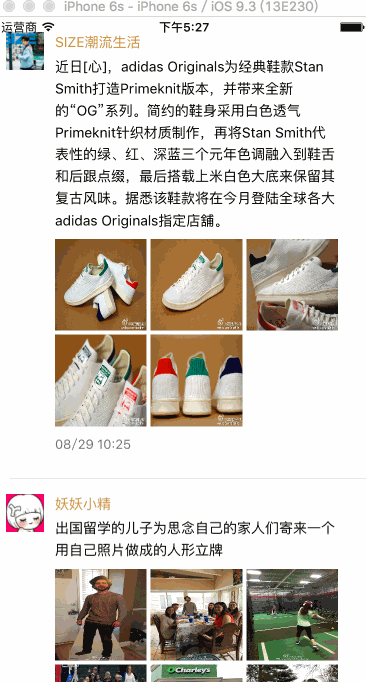 iPhone 6s - iPhone 6s / iOS 9.3 (13E230)
运营商 下午5:27
SIZE潮流生活
近日[心]，adidas Originals为经典鞋款Stan
Smith打造Primeknit版本，并带来全新
的“OG”系列。简约的鞋身采用白色透气
Primeknit针织材质制作，再将Stan Smith代
表性的绿、红、深蓝三个元年色调融入到鞋舌
和后跟点缀，最后搭载上米白色大底来保留其
复古风味。据悉该鞋款将在今月登陆全球各大
adidas Originals指定店舖。
08/29 10:25
妖妖小精
出国留学的儿子为思念自己的家人们寄来一个
用自己照片做成的人形立牌
Charleys